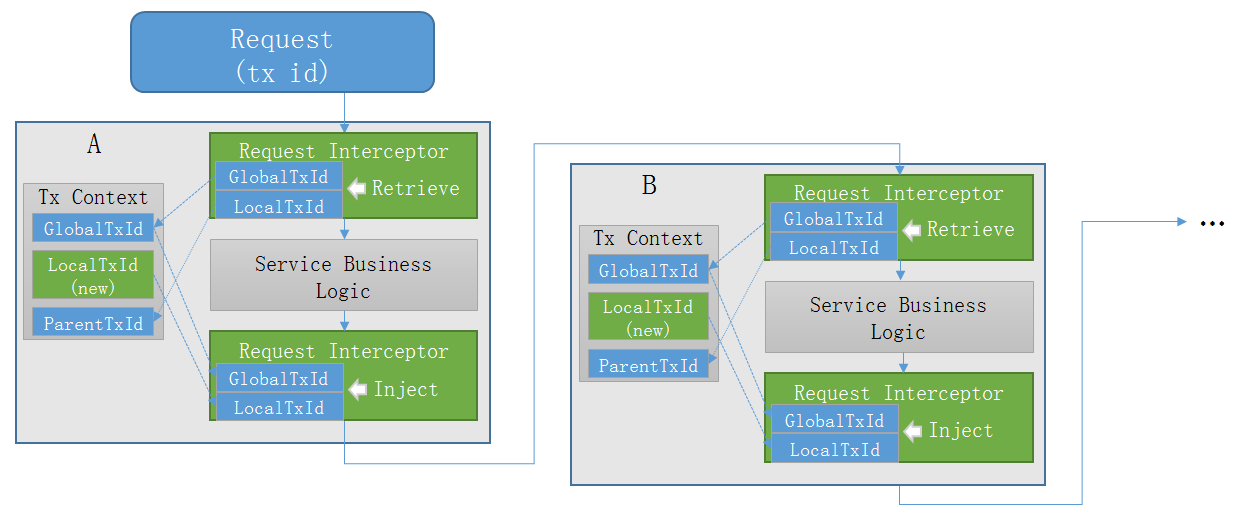 Request
(tx id)
A
Request Interceptor
GlobalTxId
Retrieve
LocalTxId
Tx Context
GlobalTxId
LocalTxId
(new)
ParentTxId
Service Business
Logic
Request Interceptor
GlobalTxId
Inject
LocalTxId
B
Request Interceptor
GlobalTxId
Retrieve
LocalTxId
Tx Context
GlobalTxId
LocalTxId
(new)
ParentTxId
Service Business
Logic
Request Interceptor
GlobalTxId
Inject
LocalTxId
...